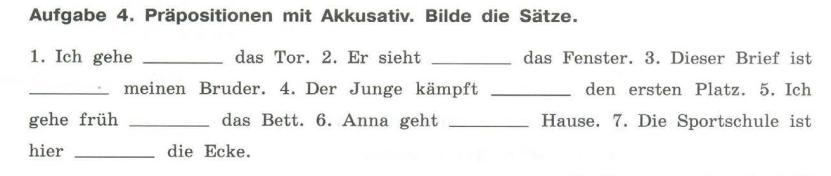 Aufgabe 4. Präpositionen mit Akkusativ. Bilde die Sätze.
1. Ich gehe ________ das Tor. 2. Er sieht ________ das Fenster. 3. Dieser Brief ist
________ meinen Bruder. 4. Der Junge kämpft ________ den ersten Platz. 5. Ich
gehe früh ________ das Bett. 6. Anna geht ________ Hause. 7. Die Sportschule ist
hier ________ die Ecke.